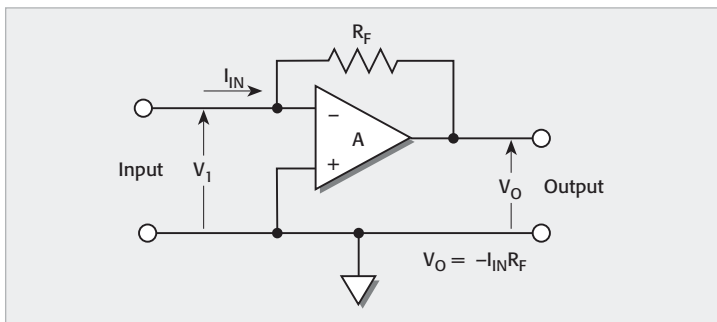 R_F
I_IN
−
A
+
Input V_1
V_O Output
V_O = −I_IN R_F